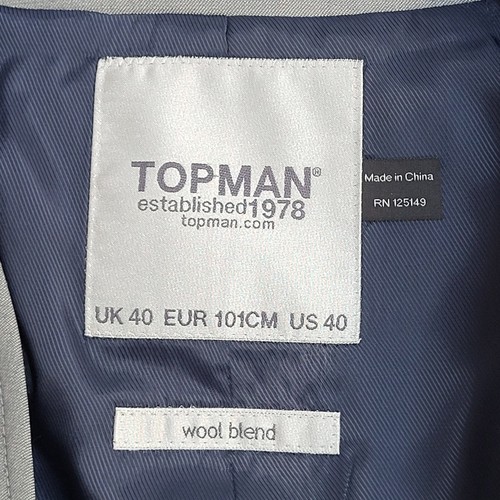 TOPMAN®
established1978
topman.com
UK 40 EUR 101CM US 40
Made in China
RN 125149
wool blend